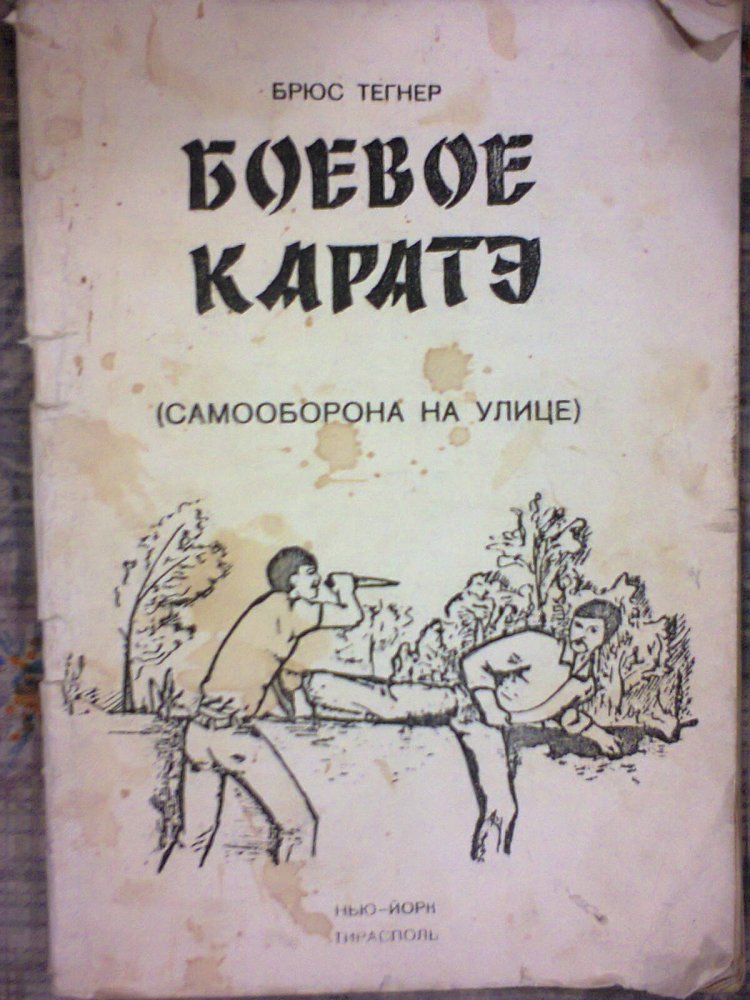 БРЮС ТЕГНЕР
БОЕВОЕ
КАРАТЭ
(САМООБОРОНА НА УЛИЦЕ)
НЬЮ-ЙОРК
ТИРАСПОЛЬ